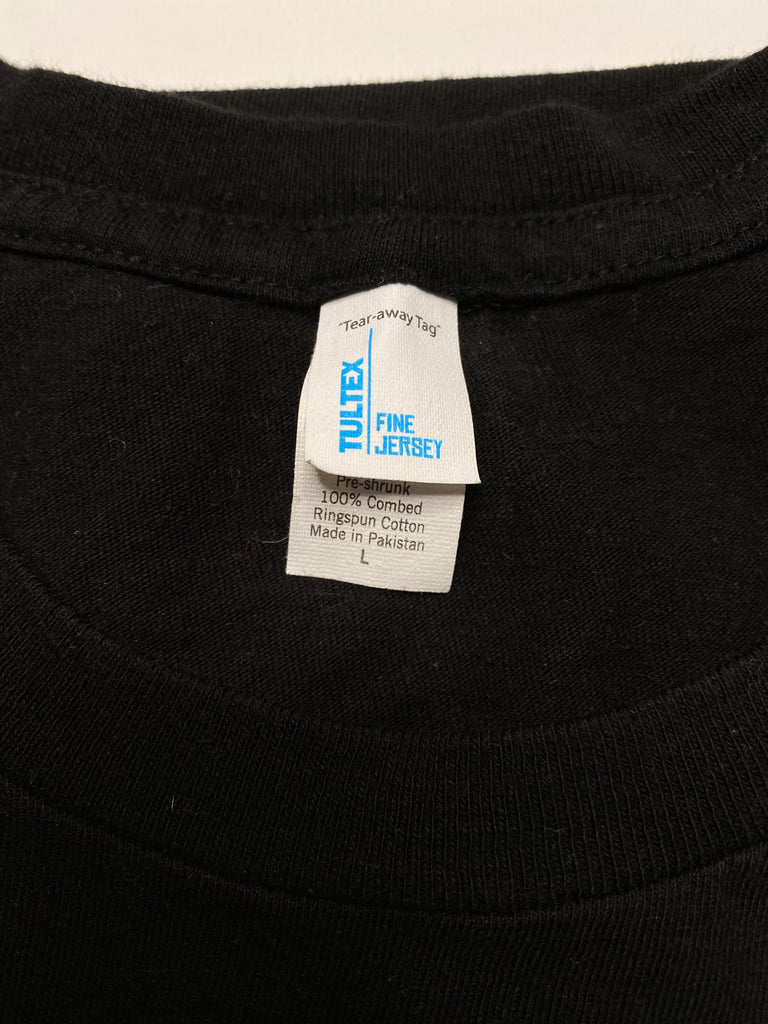 "Tear-away Tag"
TULTEX
FINE
JERSEY
Pre-shrunk
100% Combed
Ringspun Cotton
Made in Pakistan
L